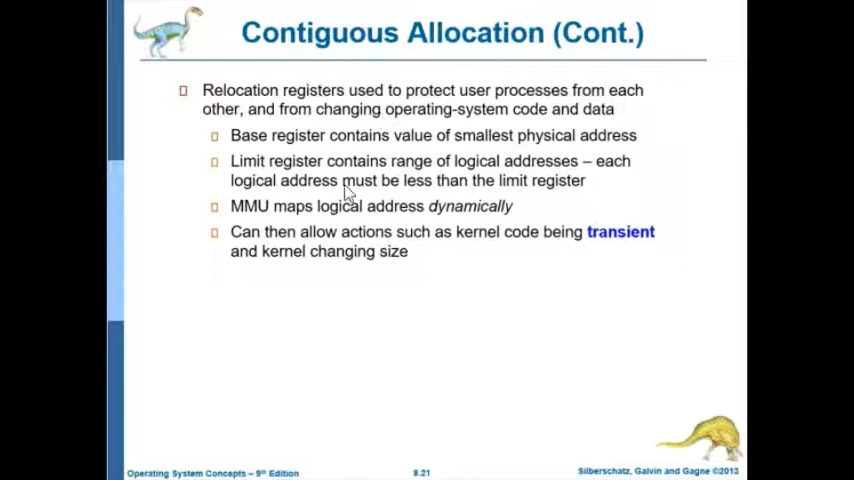 Contiguous Allocation (Cont.)
Relocation registers used to protect user processes from each
other, and from changing operating-system code and data
Base register contains value of smallest physical address
Limit register contains range of logical addresses – each
logical address must be less than the limit register
MMU maps logical address dynamically
Can then allow actions such as kernel code being transient
and kernel changing size
Operating System Concepts – 9th Edition
8.21
Silberschatz, Galvin and Gagne ©2013